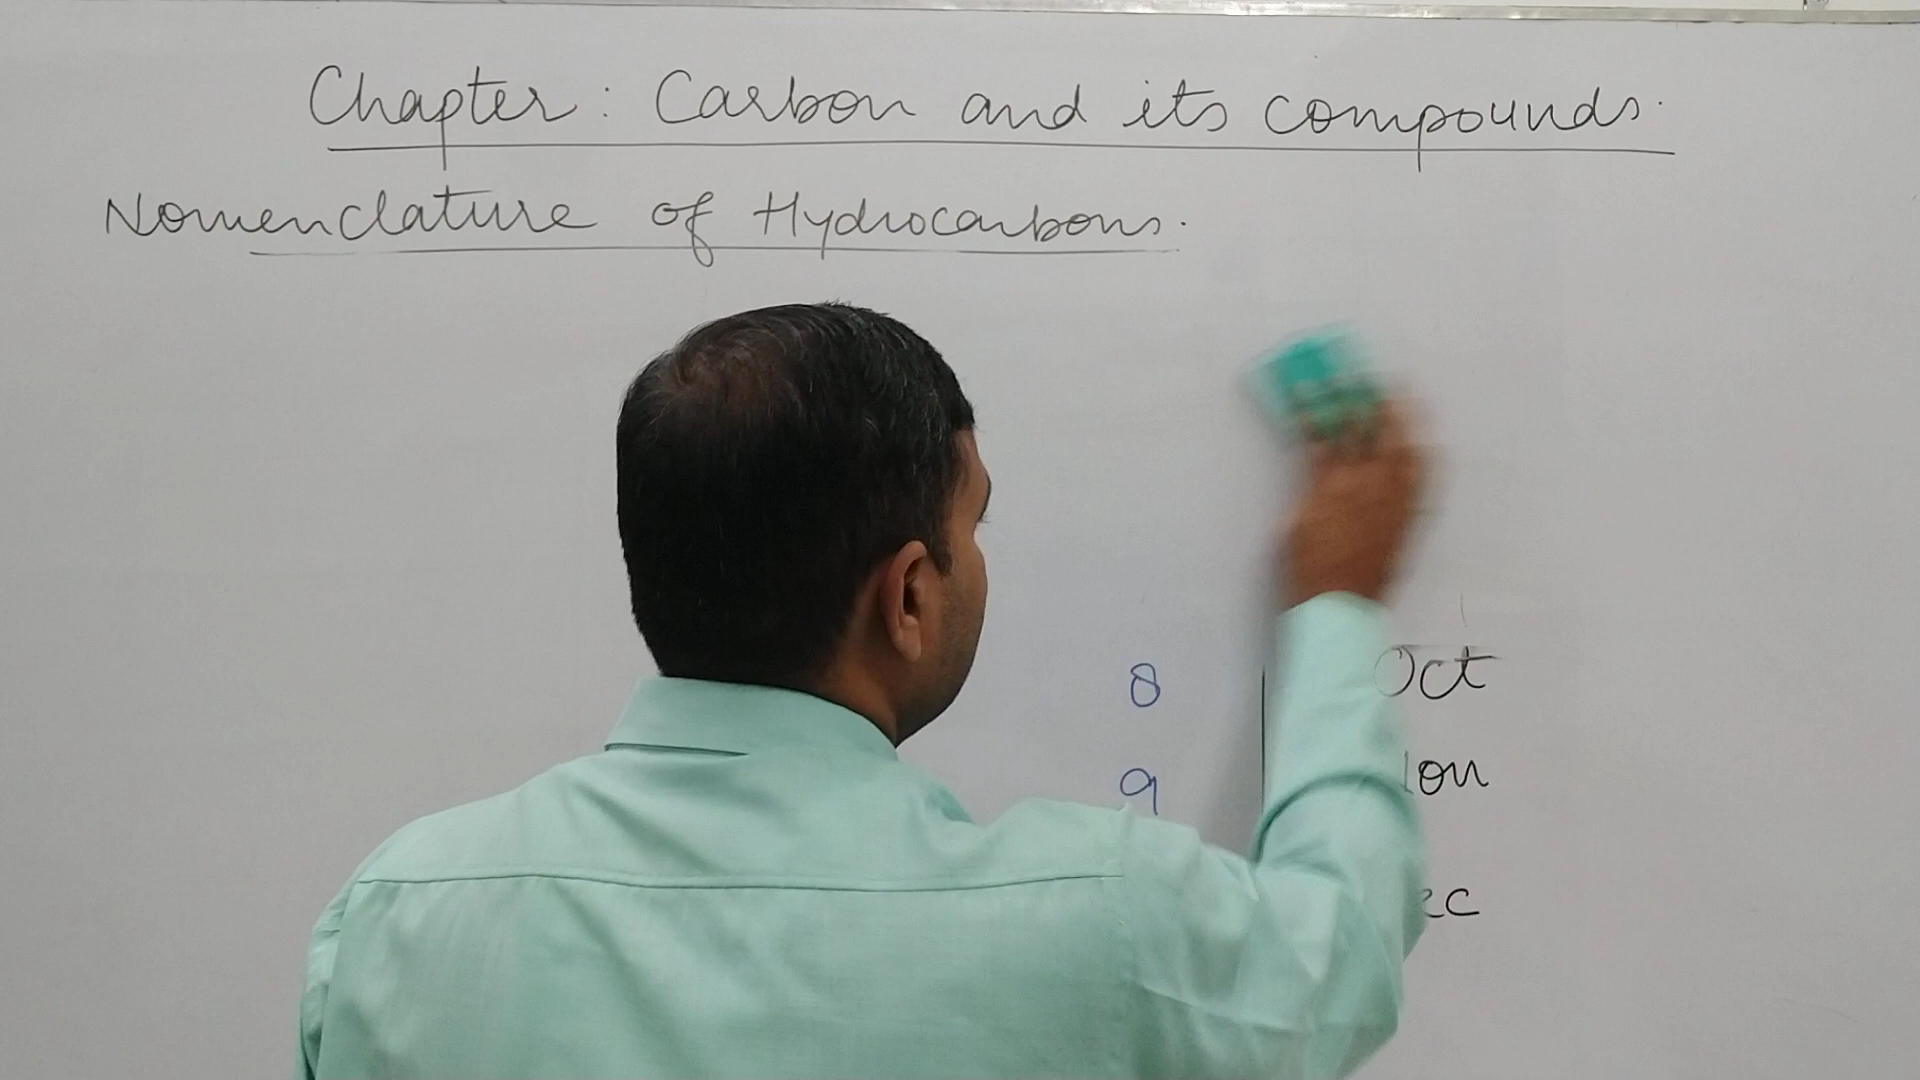 Chapter: Carbon and its compounds.
Nomenclature of Hydrocarbons.
8 Oct
9